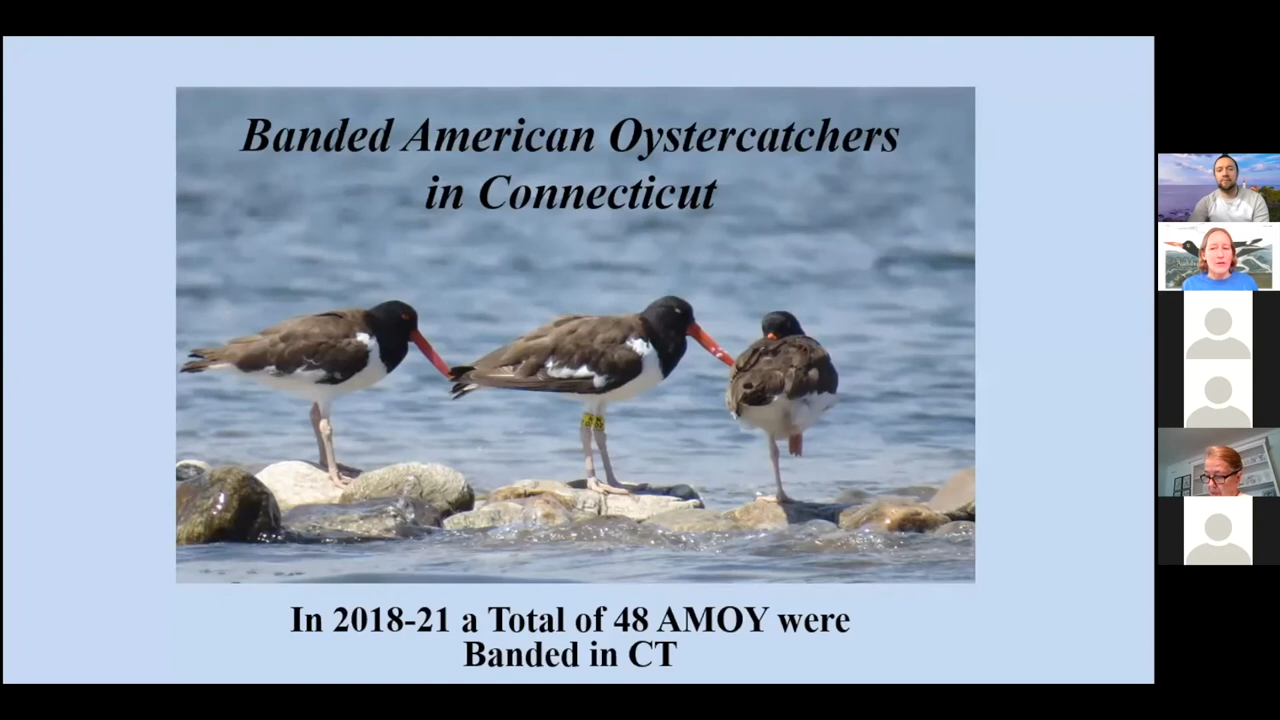 Banded American Oystercatchers
in Connecticut
In 2018-21 a Total of 48 AMOY were
Banded in CT